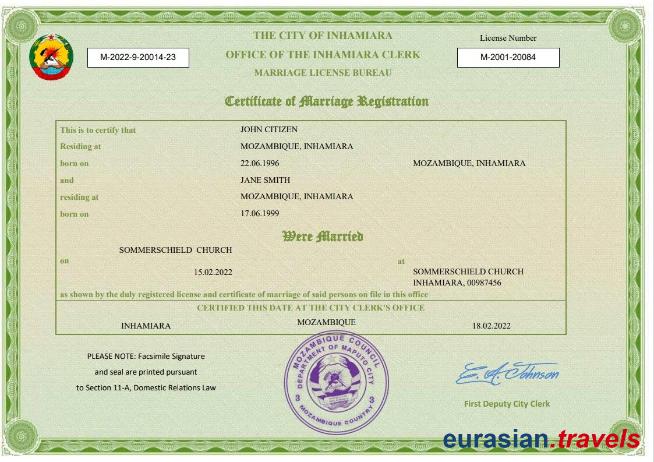 THE CITY OF INHAMIARA
License Number
M-2022-9-20014-23
OFFICE OF THE INHAMIARA CLERK
M-2001-20084
MARRIAGE LICENSE BUREAU
Certificate of Marriage Registration
This is to certify that JOHN CITIZEN
Residing at MOZAMBIQUE, INHAMIARA
born on 22.06.1996 MOZAMBIQUE, INHAMIARA
and JANE SMITH
residing at MOZAMBIQUE, INHAMIARA
born on 17.06.1999
Were Married
SOMMERSCHIELD CHURCH
on at
15.02.2022 SOMMERSCHIELD CHURCH
INHAMIARA, 00987456
as shown by the duly registered license and certificate of marriage of said persons on file in this office
CERTIFIED THIS DATE AT THE CITY CLERK'S OFFICE
INHAMIARA MOZAMBIQUE 18.02.2022
PLEASE NOTE: Facsimile Signature
and seal are printed pursuant
to Section 11-A, Domestic Relations Law
MOZAMBIQUE COUNCIL
DEPARTMENT OF MAPUTO CITY
3 3
MOZAMBIQUE COUNTRY
E. A. Johnson
First Deputy City Clerk
eurasian.travels